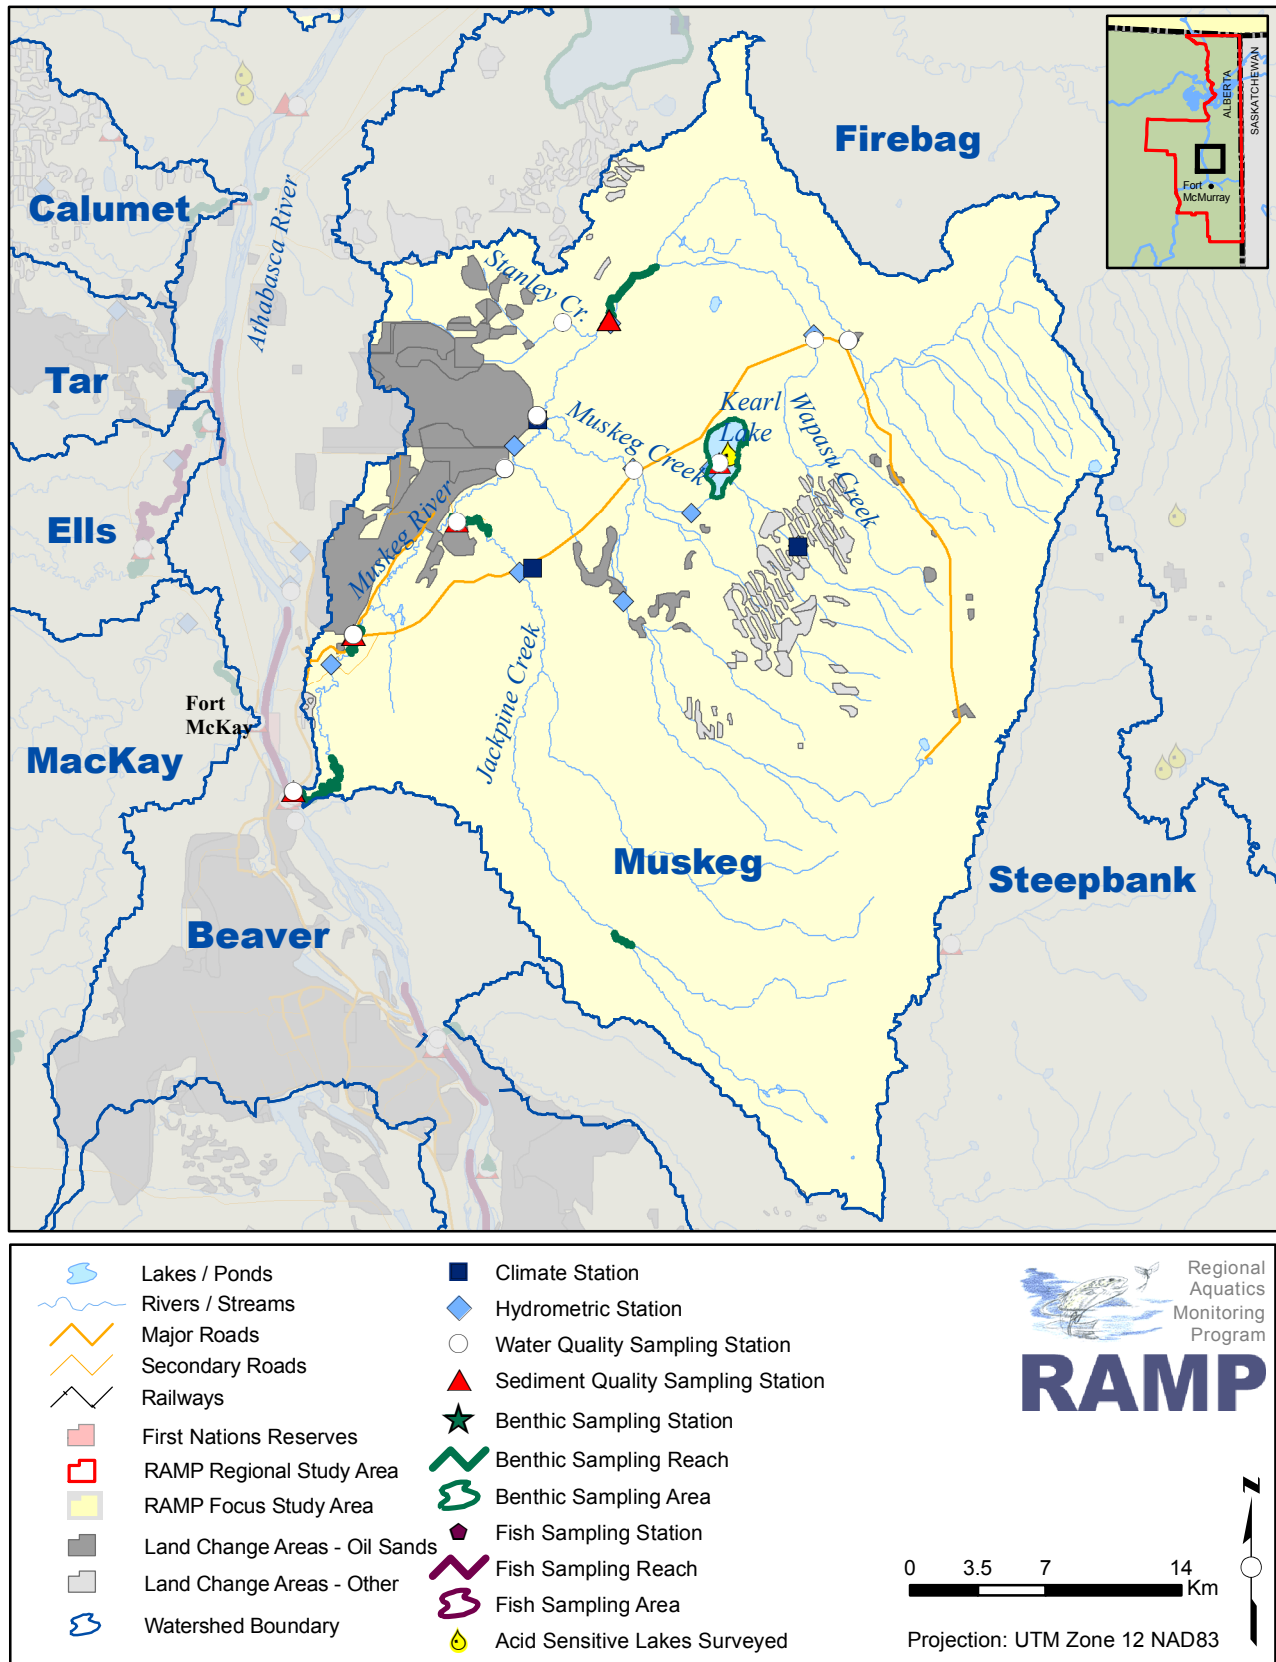 Firebag
ALBERTA
SASKATCHEWAN
Fort
McMurray
Calumet
Athabasca River
Stanley Cr.
Tar
Kearl
Lake
Muskeg Creek
Wapasu Creek
Ells
Muskeg River
Jackpine Creek
Fort
McKay
MacKay
Muskeg
Steepbank
Beaver
Lakes / Ponds
Rivers / Streams
Major Roads
Secondary Roads
Railways
First Nations Reserves
RAMP Regional Study Area
RAMP Focus Study Area
Land Change Areas - Oil Sands
Land Change Areas - Other
Watershed Boundary
Climate Station
Hydrometric Station
Water Quality Sampling Station
Sediment Quality Sampling Station
Benthic Sampling Station
Benthic Sampling Reach
Benthic Sampling Area
Fish Sampling Station
Fish Sampling Reach
Fish Sampling Area
Acid Sensitive Lakes Surveyed
Regional
Aquatics
Monitoring
Program
RAMP
N
0 3.5 7 14
Km
Projection: UTM Zone 12 NAD83